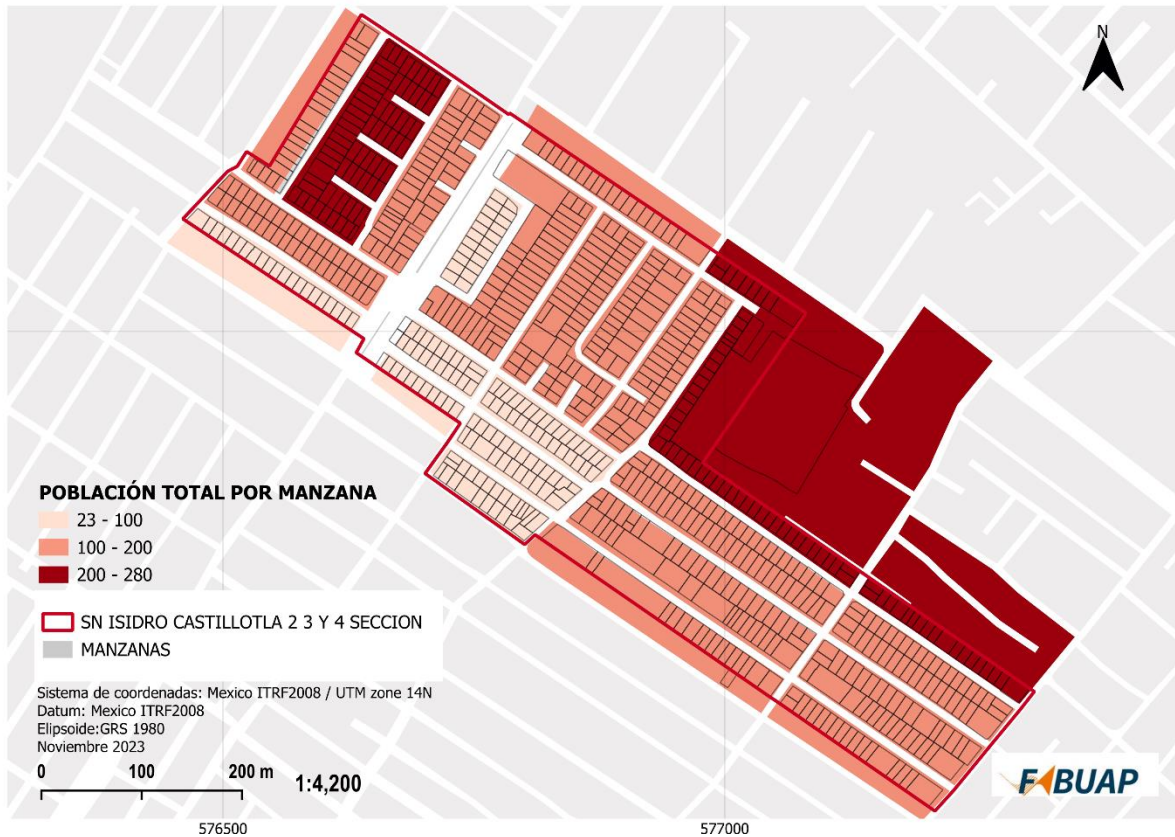 N
POBLACIÓN TOTAL POR MANZANA
23 - 100
100 - 200
200 - 280
SN ISIDRO CASTILLOTLA 2 3 Y 4 SECCION
MANZANAS
Sistema de coordenadas: Mexico ITRF2008 / UTM zone 14N
Datum: Mexico ITRF2008
Elipsoide:GRS 1980
Noviembre 2023
0 100 200 m 1:4,200
FABUAP
576500 577000